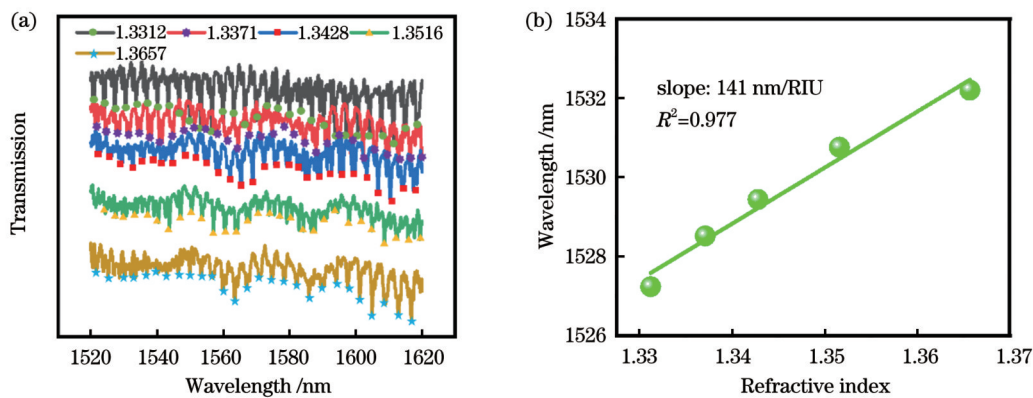 (a)
1.3312 1.3371 1.3428 1.3516
1.3657
Transmission
1520 1540 1560 1580 1600 1620
Wavelength /nm
(b)
1534
1532
1530
1528
1526
Wavelength /nm
slope: 141 nm/RIU
R²=0.977
1.33 1.34 1.35 1.36 1.37
Refractive index